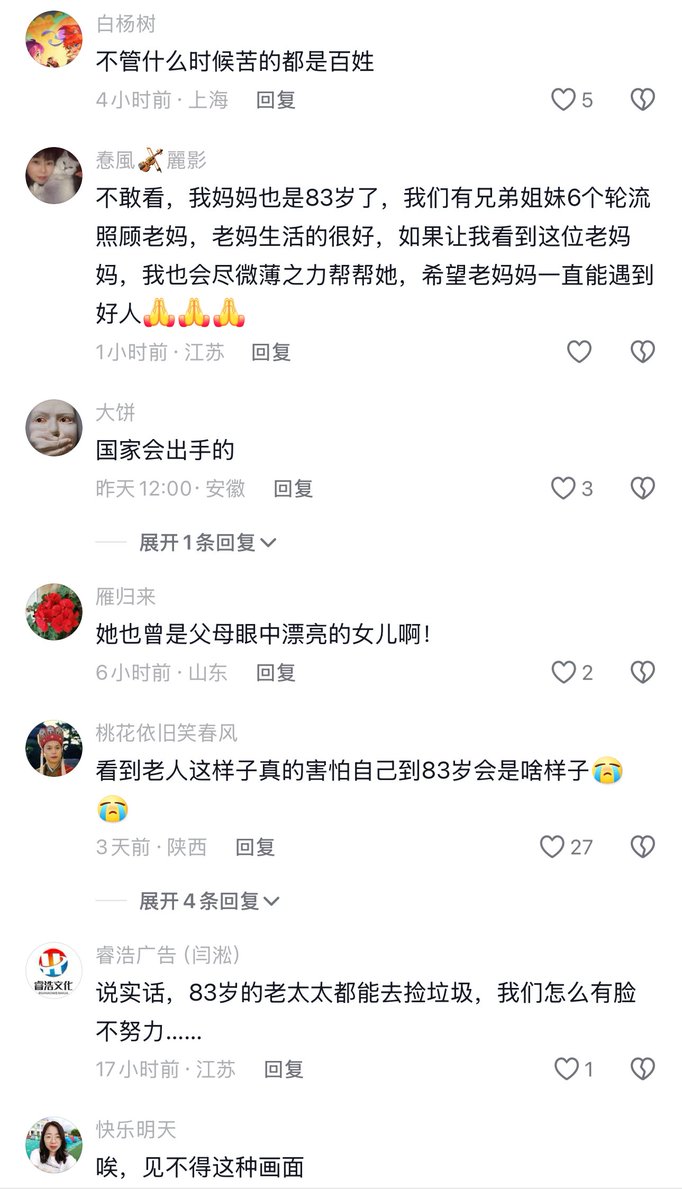 白杨树
不管什么时候苦的都是百姓
4小时前 · 上海 回复 5
惷風🎻麗影
不敢看，我妈妈也是83岁了，我们有兄弟姐妹6个轮流
照顾老妈，老妈生活的很好，如果让我看到这位老妈
妈，我也会尽微薄之力帮帮她，希望老妈妈一直能遇到
好人🙏🙏🙏
1小时前 · 江苏 回复
大饼
国家会出手的
昨天12:00 · 安徽 回复 3
展开1条回复
雁归来
她也曾是父母眼中漂亮的女儿啊！
6小时前 · 山东 回复 2
桃花依旧笑春风
看到老人这样子真的害怕自己到83岁会是啥样子😭
😭
3天前 · 陕西 回复 27
展开4条回复
睿浩文化
睿浩广告 (闫淞)
说实话，83岁的老太太都能去捡垃圾，我们怎么有脸
不努力......
17小时前 · 江苏 回复 1
快乐明天
唉，见不得这种画面